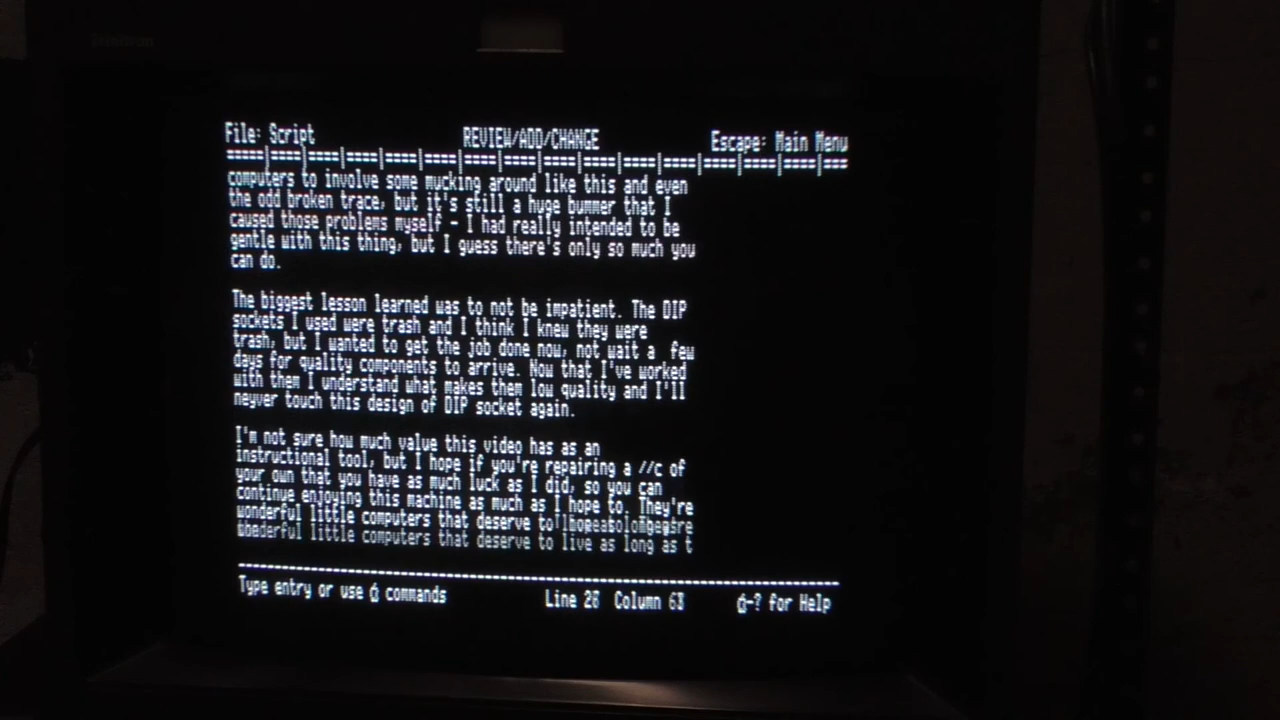 File: Script REVIEW/ADD/CHANGE Escape: Main Menu
computers to involve some mucking around like this and even
the odd broken trace, but it's still a huge bummer that I
caused those problems myself - I had really intended to be
gentle with this thing, but I guess there's only so much you
can do.
The biggest lesson learned was to not be impatient. The DIP
sockets I used were trash and I think I knew they were
trash, but I wanted to get the job done now, not wait a few
days for quality components to arrive. Now that I've worked
with them I understand what makes them low quality and I'll
neyver touch this design of DIP socket again.
I'm not sure how much value this video has as an
instructional tool, but I hope if you're repairing a //c of
your own that you have as much luck as I did, so you can
continue enjoying this machine as much as I hope to. They're
wonderful little computers that deserve to
wonderful little computers that deserve to live as long as t
Type entry or use commands Line 28 Column 63 -? for Help